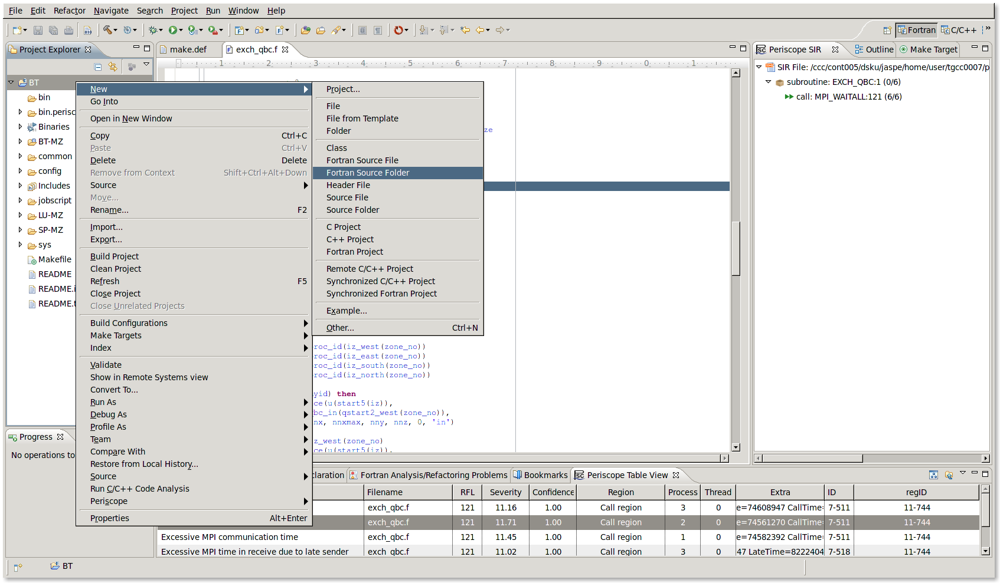 File Edit Refactor Navigate Search Project Run Window Help
Fortran C/C++ »
Project Explorer
make.def
exch_qbc.f
Periscope SIR
Outline
Make Target
1 2 3 4 5 6 7 8 9 0 1
BT
bin
bin.perisc
Binaries
BT-MZ
common
config
Includes
jobscript
LU-MZ
SP-MZ
sys
Makefile
README
README.i
README.t
New
Go Into
Open in New Window
Copy Ctrl+C
Paste Ctrl+V
Delete Delete
Remove from Context Shift+Ctrl+Alt+Down
Source
Move...
Rename... F2
Import...
Export...
Build Project
Clean Project
Refresh F5
Close Project
Close Unrelated Projects
Build Configurations
Make Targets
Index
Validate
Show in Remote Systems view
Convert To...
Run As
Debug As
Profile As
Team
Compare With
Restore from Local History...
Source
Run C/C++ Code Analysis
Periscope
Properties Alt+Enter
Project...
File
File from Template
Folder
Class
Fortran Source File
Fortran Source Folder
Header File
Source File
Source Folder
C Project
C++ Project
Fortran Project
Remote C/C++ Project
Synchronized C/C++ Project
Synchronized Fortran Project
Example...
Other... Ctrl+N
ze
roc_id(iz_west(zone_no))
roc_id(iz_east(zone_no))
roc_id(iz_south(zone_no))
roc_id(iz_north(zone_no))
yid) then
ce(u(start5(iz)),
bc_in(qstart2_west(zone_no)),
nx, nnxmax, nny, nnz, 0, 'in')
z_west(zone_no)
ce(u(start5(iz)),
SIR File: /ccc/cont005/dsku/jaspe/home/user/tgcc0007/p
subroutine: EXCH_QBC:1 (0/6)
call: MPI_WAITALL:121 (6/6)
Progress
No operations to
claration
Fortran Analysis/Refactoring Problems
Bookmarks
Periscope Table View
Filename RFL Severity Confidence Region Process Thread Extra ID regID
exch_qbc.f 121 11.16 1.00 Call region 3 0 e=74608947 CallTime= 7-511 11-744
exch_qbc.f 121 11.71 1.00 Call region 2 0 e=74561270 CallTime= 7-511 11-744
Excessive MPI communication time exch_qbc.f 121 11.45 1.00 Call region 1 0 e=74582392 CallTime= 7-511 11-744
Excessive MPI time in receive due to late sender exch_qbc.f 121 11.02 1.00 Call region 3 0 47 LateTime=8222404 7-518 11-744
BT